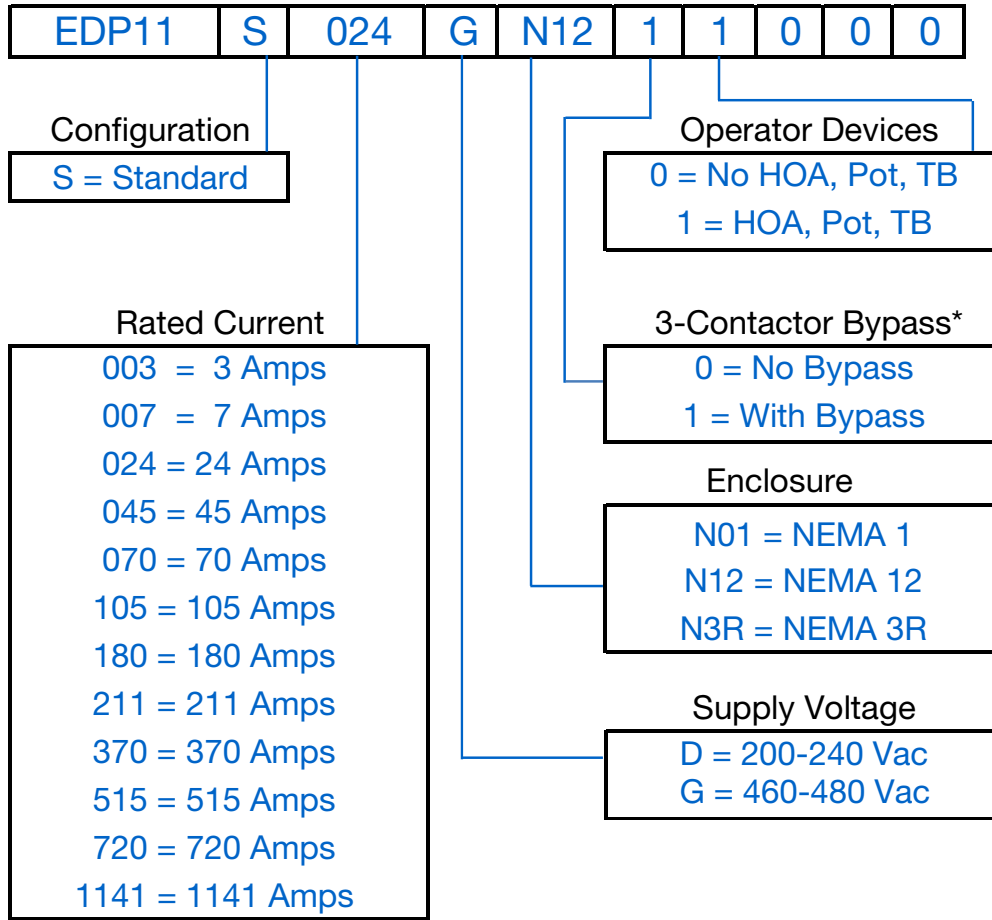 EDP11 S 024 G N12 1 1 0 0 0
Configuration
S = Standard
Operator Devices
0 = No HOA, Pot, TB
1 = HOA, Pot, TB
Rated Current
003 = 3 Amps
007 = 7 Amps
024 = 24 Amps
045 = 45 Amps
070 = 70 Amps
105 = 105 Amps
180 = 180 Amps
211 = 211 Amps
370 = 370 Amps
515 = 515 Amps
720 = 720 Amps
1141 = 1141 Amps
3-Contactor Bypass*
0 = No Bypass
1 = With Bypass
Enclosure
N01 = NEMA 1
N12 = NEMA 12
N3R = NEMA 3R
Supply Voltage
D = 200-240 Vac
G = 460-480 Vac